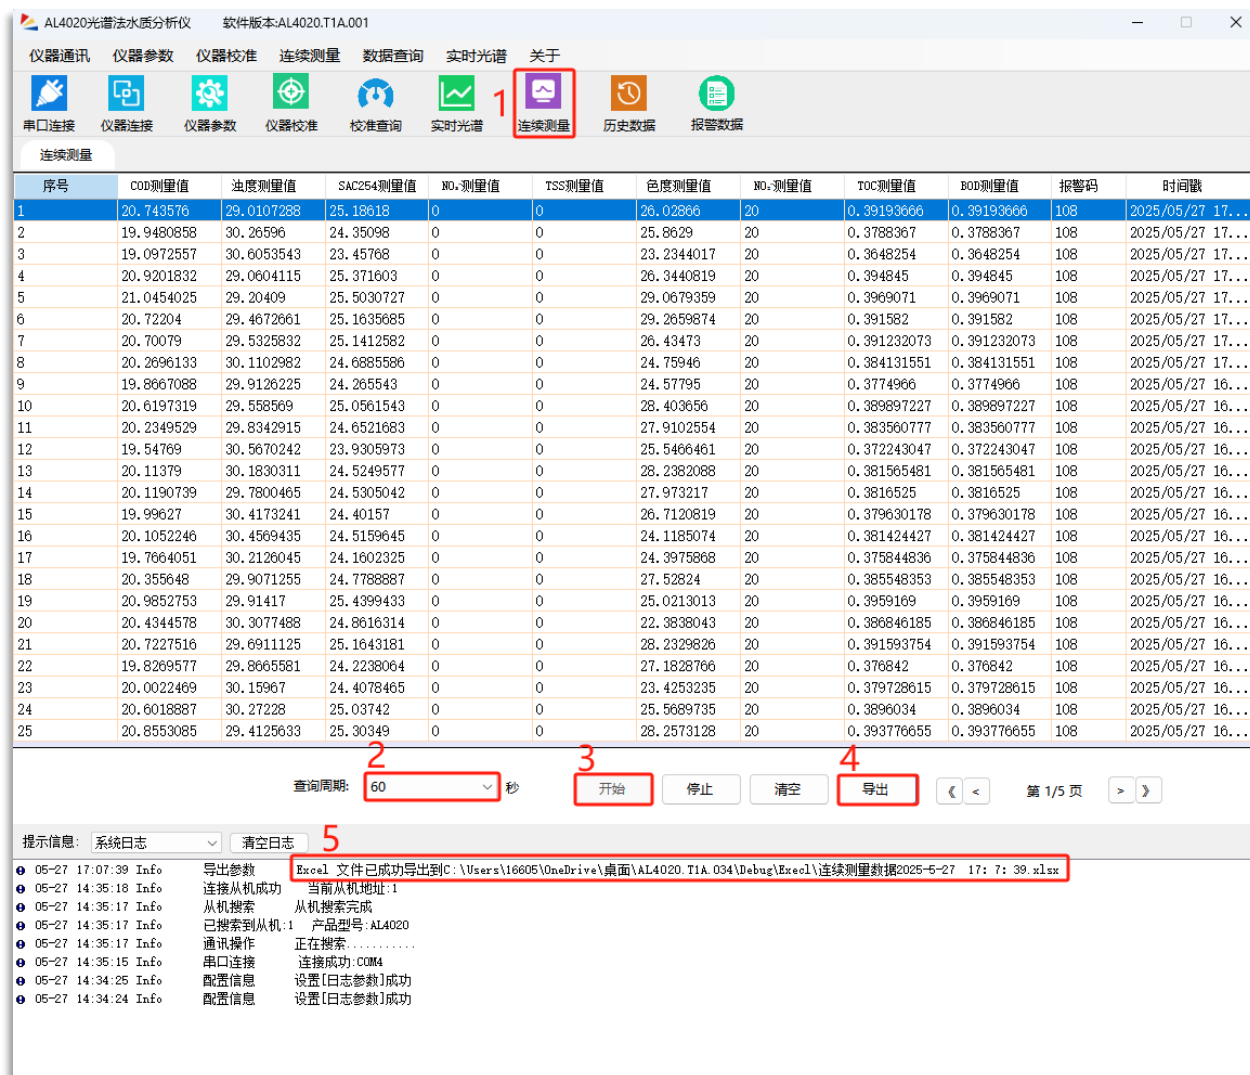 AL4020光谱法水质分析仪 软件版本:AL4020.T1A.001
仪器通讯 仪器参数 仪器校准 连续测量 数据查询 实时光谱 关于
1
串口连接 仪器连接 仪器参数 仪器校准 校准查询 实时光谱 连续测量 历史数据 报警数据
连续测量
序号 COD测量值 浊度测量值 SAC254测量值 NO₃-测量值 TSS测量值 色度测量值 NO₂-测量值 TOC测量值 BOD测量值 报警码 时间戳
1 20.743576 29.0107288 25.18618 0 0 26.02866 20 0.39193666 0.39193666 108 2025/05/27 17...
2 19.9480858 30.26596 24.35098 0 0 25.8629 20 0.3788367 0.3788367 108 2025/05/27 17...
3 19.0972557 30.6053543 23.45768 0 0 23.2344017 20 0.3648254 0.3648254 108 2025/05/27 17...
4 20.9201832 29.0604115 25.371603 0 0 26.3440819 20 0.394845 0.394845 108 2025/05/27 17...
5 21.0454025 29.20409 25.5030727 0 0 29.0679359 20 0.3969071 0.3969071 108 2025/05/27 17...
6 20.72204 29.4672661 25.1635685 0 0 29.2659874 20 0.391582 0.391582 108 2025/05/27 17...
7 20.70079 29.5325832 25.1412582 0 0 26.43473 20 0.391232073 0.391232073 108 2025/05/27 17...
8 20.2696133 30.1102982 24.6885586 0 0 24.75946 20 0.384131551 0.384131551 108 2025/05/27 17...
9 19.8667088 29.9126225 24.265543 0 0 24.57795 20 0.3774966 0.3774966 108 2025/05/27 16...
10 20.6197319 29.558569 25.0561543 0 0 28.403656 20 0.389897227 0.389897227 108 2025/05/27 16...
11 20.2349529 29.8342915 24.6521683 0 0 27.9102554 20 0.383560777 0.383560777 108 2025/05/27 16...
12 19.54769 30.5670242 23.9305973 0 0 25.5466461 20 0.372243047 0.372243047 108 2025/05/27 16...
13 20.11379 30.1830311 24.5249577 0 0 28.2382088 20 0.381565481 0.381565481 108 2025/05/27 16...
14 20.1190739 29.7800465 24.5305042 0 0 27.973217 20 0.3816525 0.3816525 108 2025/05/27 16...
15 19.99627 30.4173241 24.40157 0 0 26.7120819 20 0.379630178 0.379630178 108 2025/05/27 16...
16 20.1052246 30.4569435 24.5159645 0 0 24.1185074 20 0.381424427 0.381424427 108 2025/05/27 16...
17 19.7664051 30.2126045 24.1602325 0 0 24.3975868 20 0.375844836 0.375844836 108 2025/05/27 16...
18 20.355648 29.9071255 24.7788887 0 0 27.52824 20 0.385548353 0.385548353 108 2025/05/27 16...
19 20.9852753 29.91417 25.4399433 0 0 25.0213013 20 0.3959169 0.3959169 108 2025/05/27 16...
20 20.4344578 30.3077488 24.8616314 0 0 22.3838043 20 0.386846185 0.386846185 108 2025/05/27 16...
21 20.7227516 29.6911125 25.1643181 0 0 28.2329826 20 0.391593754 0.391593754 108 2025/05/27 16...
22 19.8269577 29.8665581 24.2238064 0 0 27.1828766 20 0.376842 0.376842 108 2025/05/27 16...
23 20.0022469 30.15967 24.4078465 0 0 23.4253235 20 0.379728615 0.379728615 108 2025/05/27 16...
24 20.6018887 30.27228 25.03742 0 0 25.5689735 20 0.3896034 0.3896034 108 2025/05/27 16...
25 20.8553085 29.4125633 25.30349 0 0 28.2573128 20 0.393776655 0.393776655 108 2025/05/27 16...
2 3 4
查询周期: 60 秒 开始 停止 清空 导出 《 < 第 1/5 页 > 》
提示信息: 系统日志 清空日志 5
05-27 17:07:39 Info 导出参数 Excel 文件已成功导出到C:\Users\16605\OneDrive\桌面\AL4020.T1A.034\Debug\Execl\连续测量数据2025-5-27 17: 7: 39.xlsx
05-27 14:35:18 Info 连接从机成功 当前从机地址:1
05-27 14:35:17 Info 从机搜索 从机搜索完成
05-27 14:35:17 Info 已搜索到从机:1 产品型号:AL4020
05-27 14:35:17 Info 通讯操作 正在搜索...........
05-27 14:35:15 Info 串口连接 连接成功:COM4
05-27 14:34:25 Info 配置信息 设置[日志参数]成功
05-27 14:34:24 Info 配置信息 设置[日志参数]成功